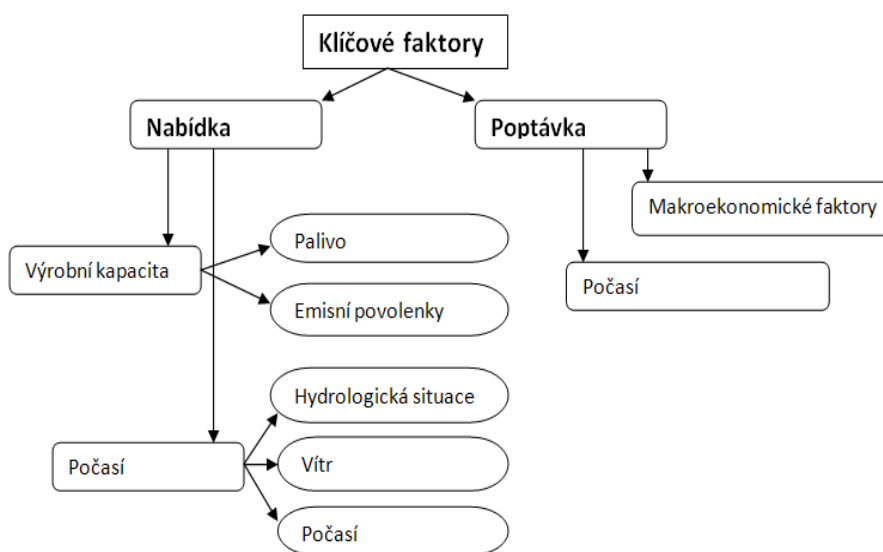 Klíčové faktory
Nabídka
Poptávka
Makroekonomické faktory
Palivo
Výrobní kapacita
Počasí
Emisní povolenky
Hydrologická situace
Počasí
Vítr
Počasí